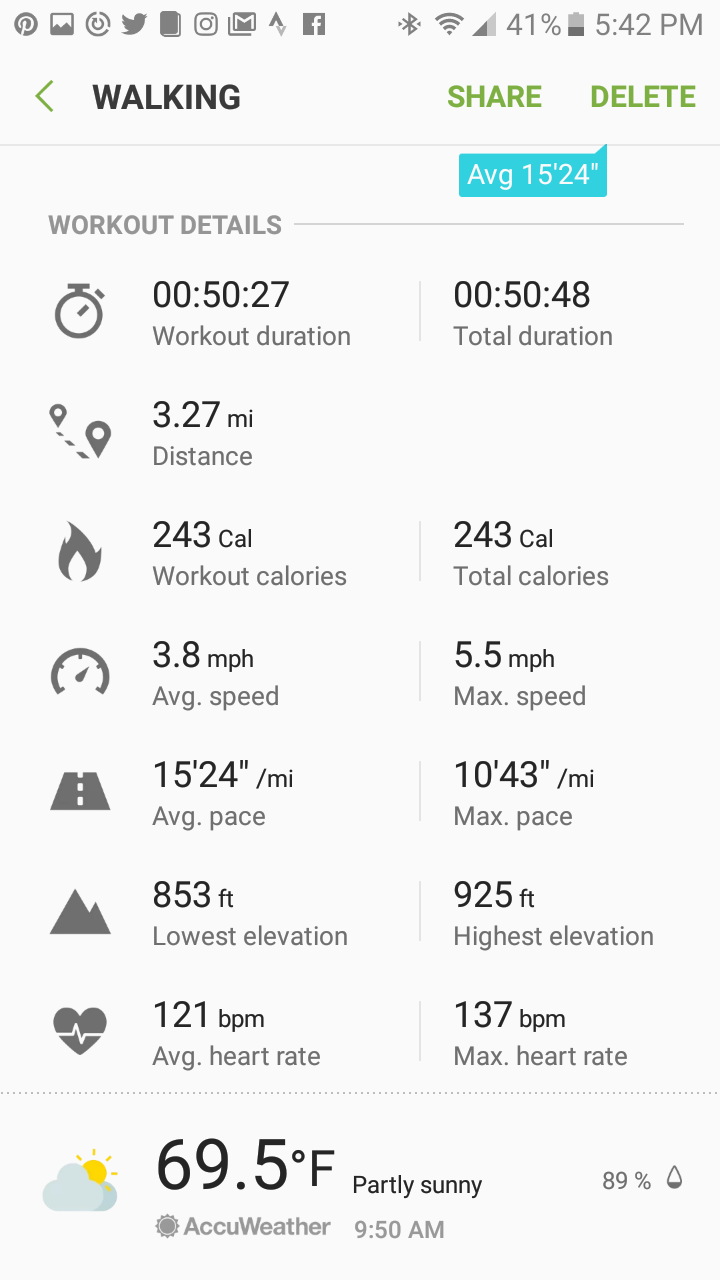 41% 5:42 PM
WALKING SHARE DELETE
Avg 15'24"
WORKOUT DETAILS
00:50:27 00:50:48
Workout duration Total duration
3.27 mi
Distance
243 Cal 243 Cal
Workout calories Total calories
3.8 mph 5.5 mph
Avg. speed Max. speed
15'24" /mi 10'43" /mi
Avg. pace Max. pace
853 ft 925 ft
Lowest elevation Highest elevation
121 bpm 137 bpm
Avg. heart rate Max. heart rate
69.5°F Partly sunny 89 %
AccuWeather 9:50 AM